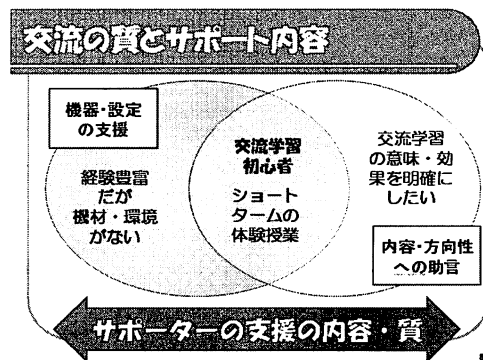 交流の質とサポート内容
機器・設定
の支援
経験豊富
だが
機材・環境
がない
交流学習
初心者
ショート
タームの
体験授業
交流学習
の意味・効
果を明確に
したい
内容・方向性
への助言
サポーターの支援の内容・質